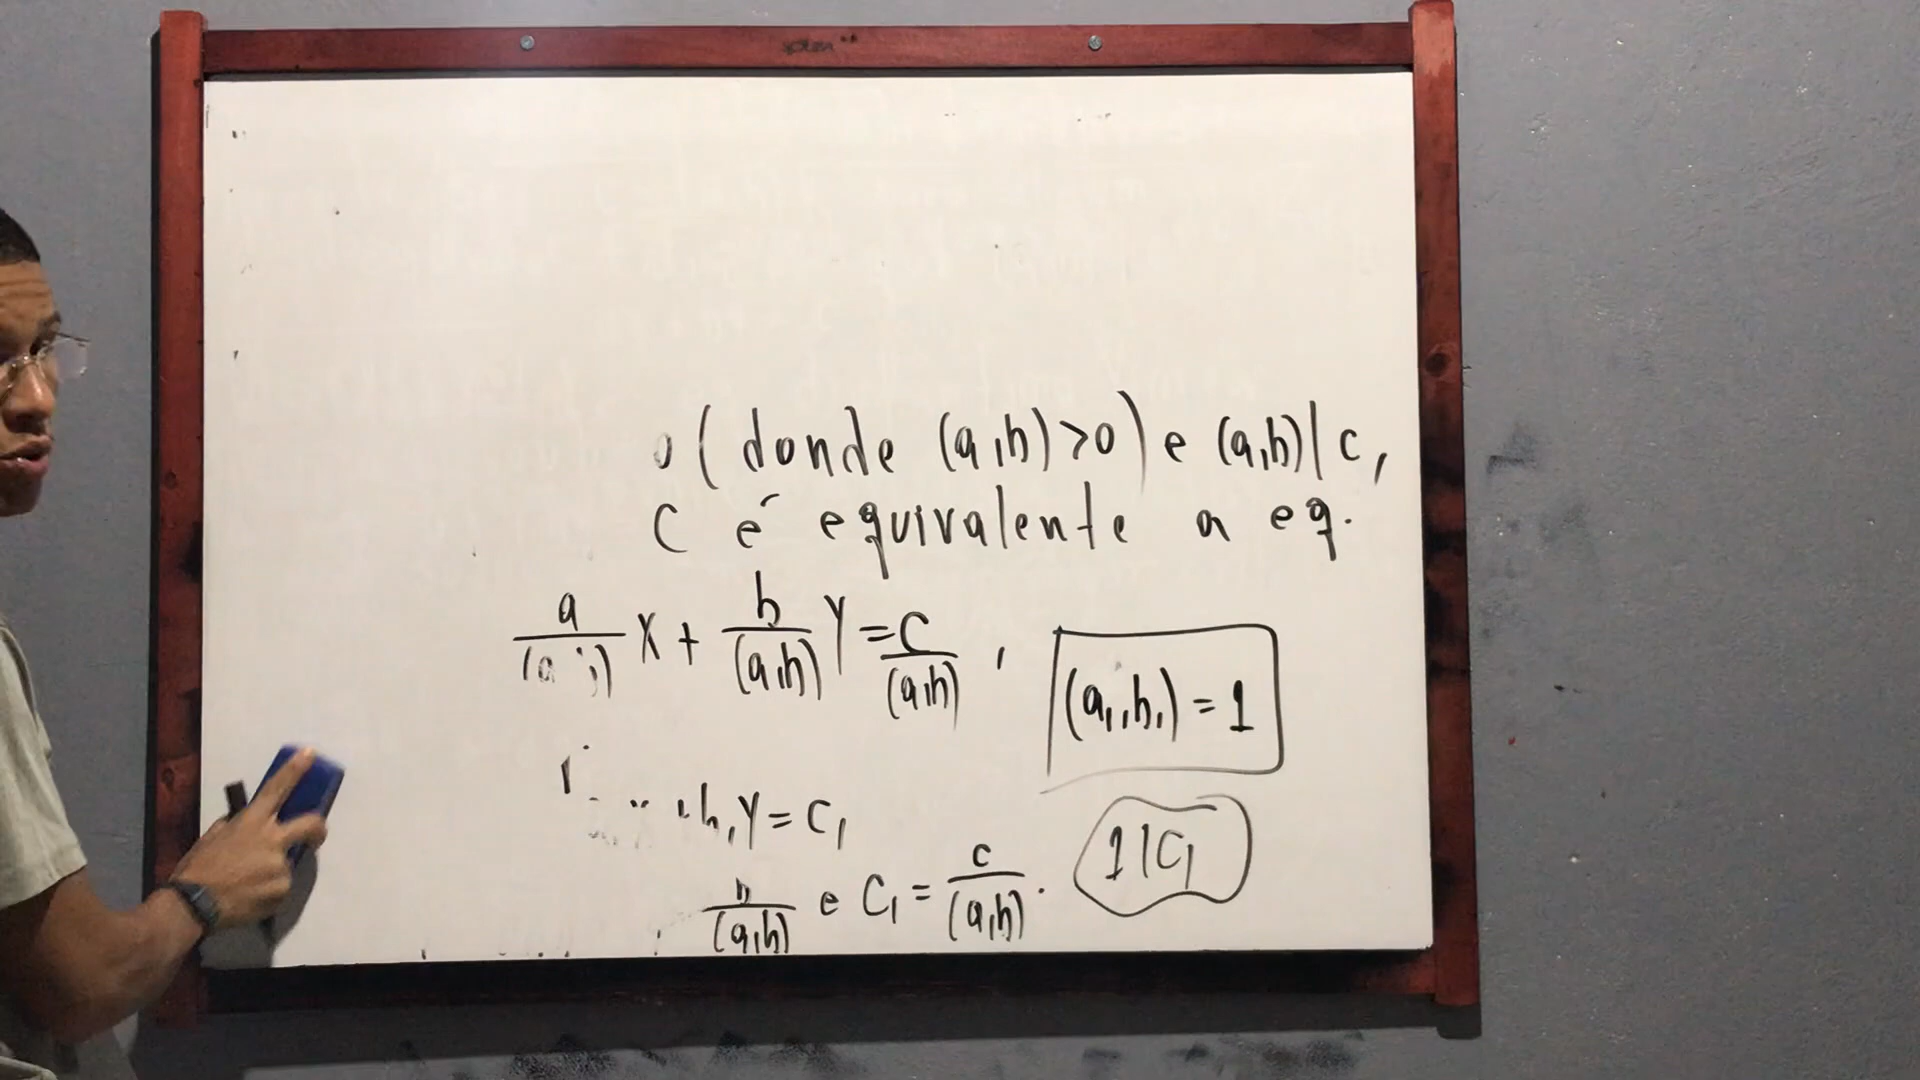 (donde (a,b)>0) e (a,b)|c,
C é equivalente a eq.
a/(a,b) X + b/(a,b) Y = C/(a,b) ,
(a₁,b₁) = 1
b₁Y = C₁
b/(a,b) e C₁ = c/(a,b).
1|C₁